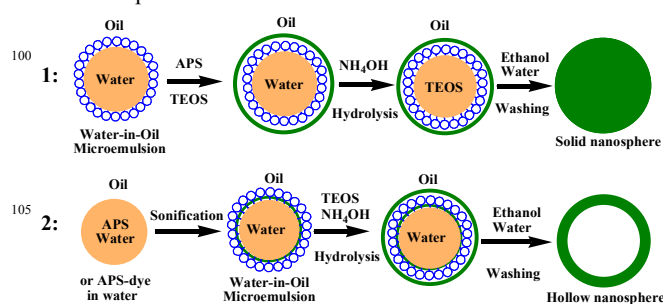 Oil
Oil
Oil
100
1:
Water
APS
TEOS
Water
NH4OH
Hydrolysis
TEOS
Ethanol
Water
Washing
Water-in-Oil
Microemulsion
Solid nanosphere
Oil
Oil
Oil
105
2:
APS
Water
Sonification
Water
TEOS
NH4OH
Hydrolysis
Water
Ethanol
Water
Washing
or APS-dye
in water
Water-in-Oil
Microemulsion
Hollow nanosphere